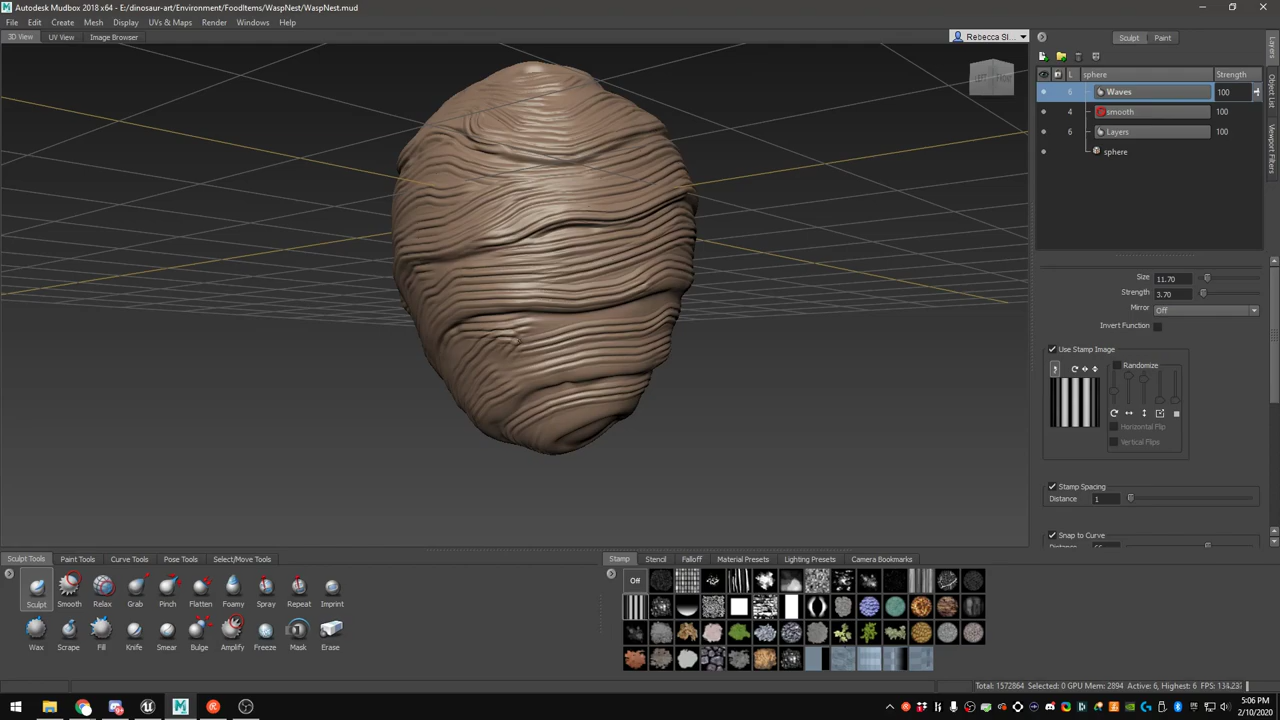 Autodesk Mudbox 2018 x64 - E:/dinosaur-art/Environment/FoodItems/WaspNest/WaspNest.mud
File Edit Create Mesh Display UVs & Maps Render Windows Help
3D View UV View Image Browser
Rebecca Sl...
Sculpt Paint
L sphere Strength
6 Waves 100
4 smooth 100
6 Layers 100
sphere
Layers
Object List
Viewport Filters
Size 11.70
Strength 3.70
Mirror Off
Invert Function
Use Stamp Image
Randomize
Horizontal Flip
Vertical Flips
Stamp Spacing
Distance 1
Snap to Curve
Sculpt Tools Paint Tools Curve Tools Pose Tools Select/Move Tools
Sculpt Smooth Relax Grab Pinch Flatten Foamy Spray Repeat Imprint
Wax Scrape Fill Knife Smear Bulge Amplify Freeze Mask Erase
Stamp Stencil Falloff Material Presets Lighting Presets Camera Bookmarks
Off
Total: 1572864 Selected: 0 GPU Mem: 2894 Active: 6, Highest: 6 FPS: 134.237
5:06 PM
2/10/2020